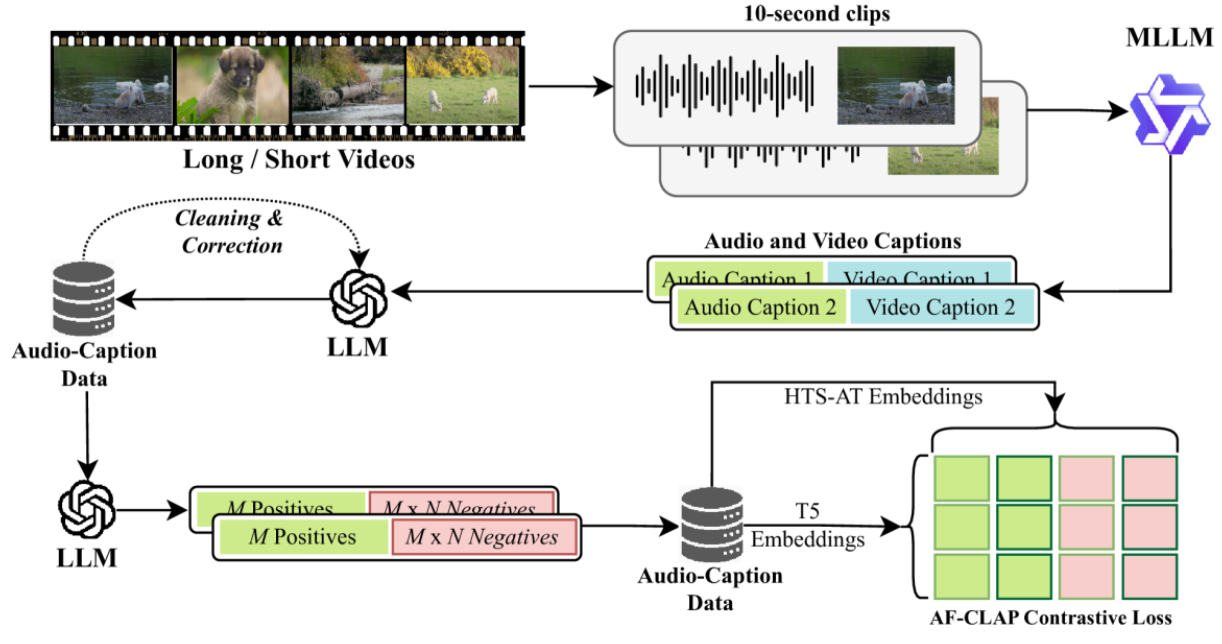 10-second clips
MLLM
Long / Short Videos
Cleaning &
Correction
Audio and Video Captions
Audio Caption 1
Video Caption 1
Audio Caption 2
Video Caption 2
LLM
Audio-Caption
Data
HTS-AT Embeddings
M Positives
M x N Negatives
M Positives
M x N Negatives
LLM
T5
Embeddings
Audio-Caption
Data
AF-CLAP Contrastive Loss